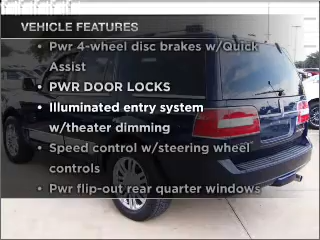 VEHICLE FEATURES
• Pwr 4-wheel disc brakes w/Quick
Assist
• PWR DOOR LOCKS
• Illuminated entry system
w/theater dimming
• Speed control w/steering wheel
controls
• Pwr flip-out rear quarter windows